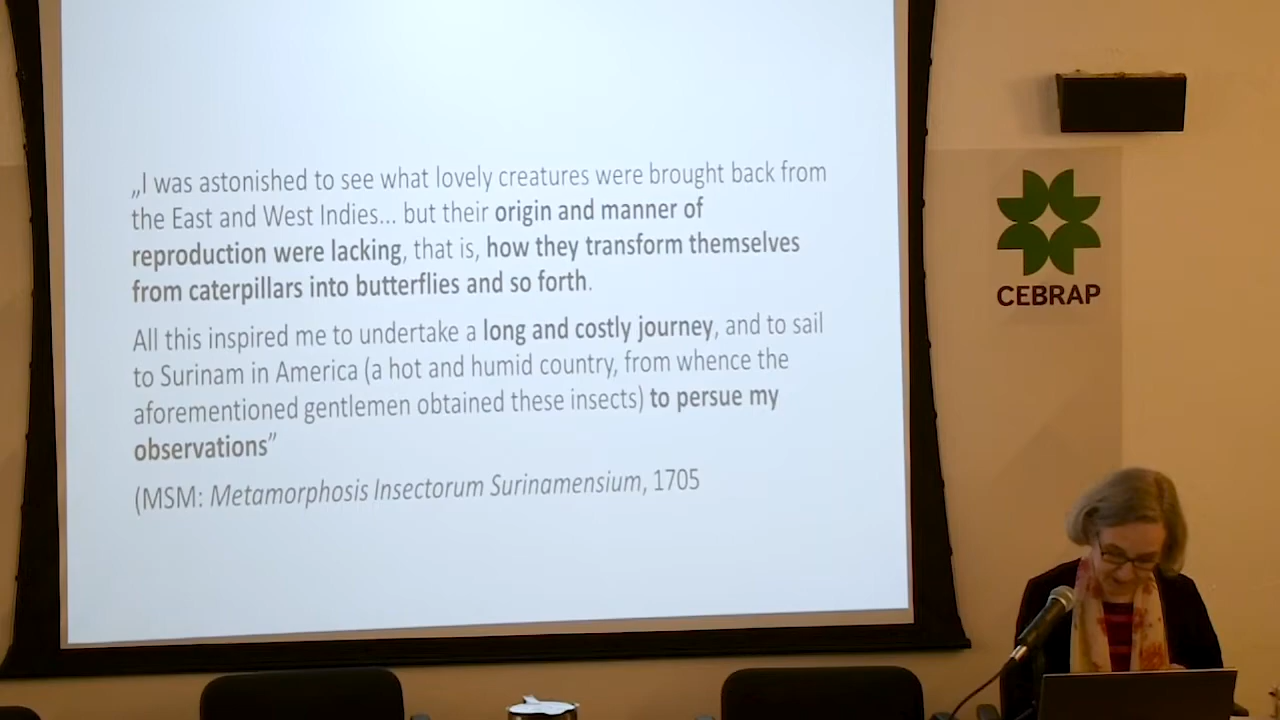 „I was astonished to see what lovely creatures were brought back from
the East and West Indies... but their origin and manner of
reproduction were lacking, that is, how they transform themselves
from caterpillars into butterflies and so forth.
All this inspired me to undertake a long and costly journey, and to sail
to Surinam in America (a hot and humid country, from whence the
aforementioned gentlemen obtained these insects) to persue my
observations”
(MSM: Metamorphosis Insectorum Surinamensium, 1705
CEBRAP